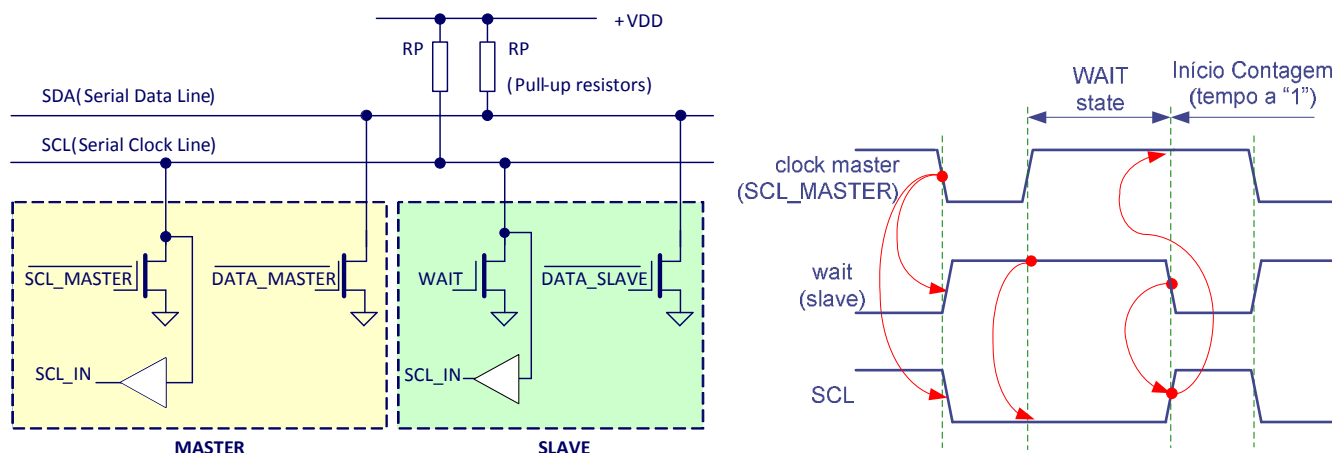 +VDD
RP
RP
(Pull-up resistors)
SDA(Serial Data Line)
SCL(Serial Clock Line)
SCL_MASTER
DATA_MASTER
WAIT
DATA_SLAVE
SCL_IN
SCL_IN
MASTER
SLAVE
WAIT
state
Início Contagem
(tempo a “1”)
clock master
(SCL_MASTER)
wait
(slave)
SCL